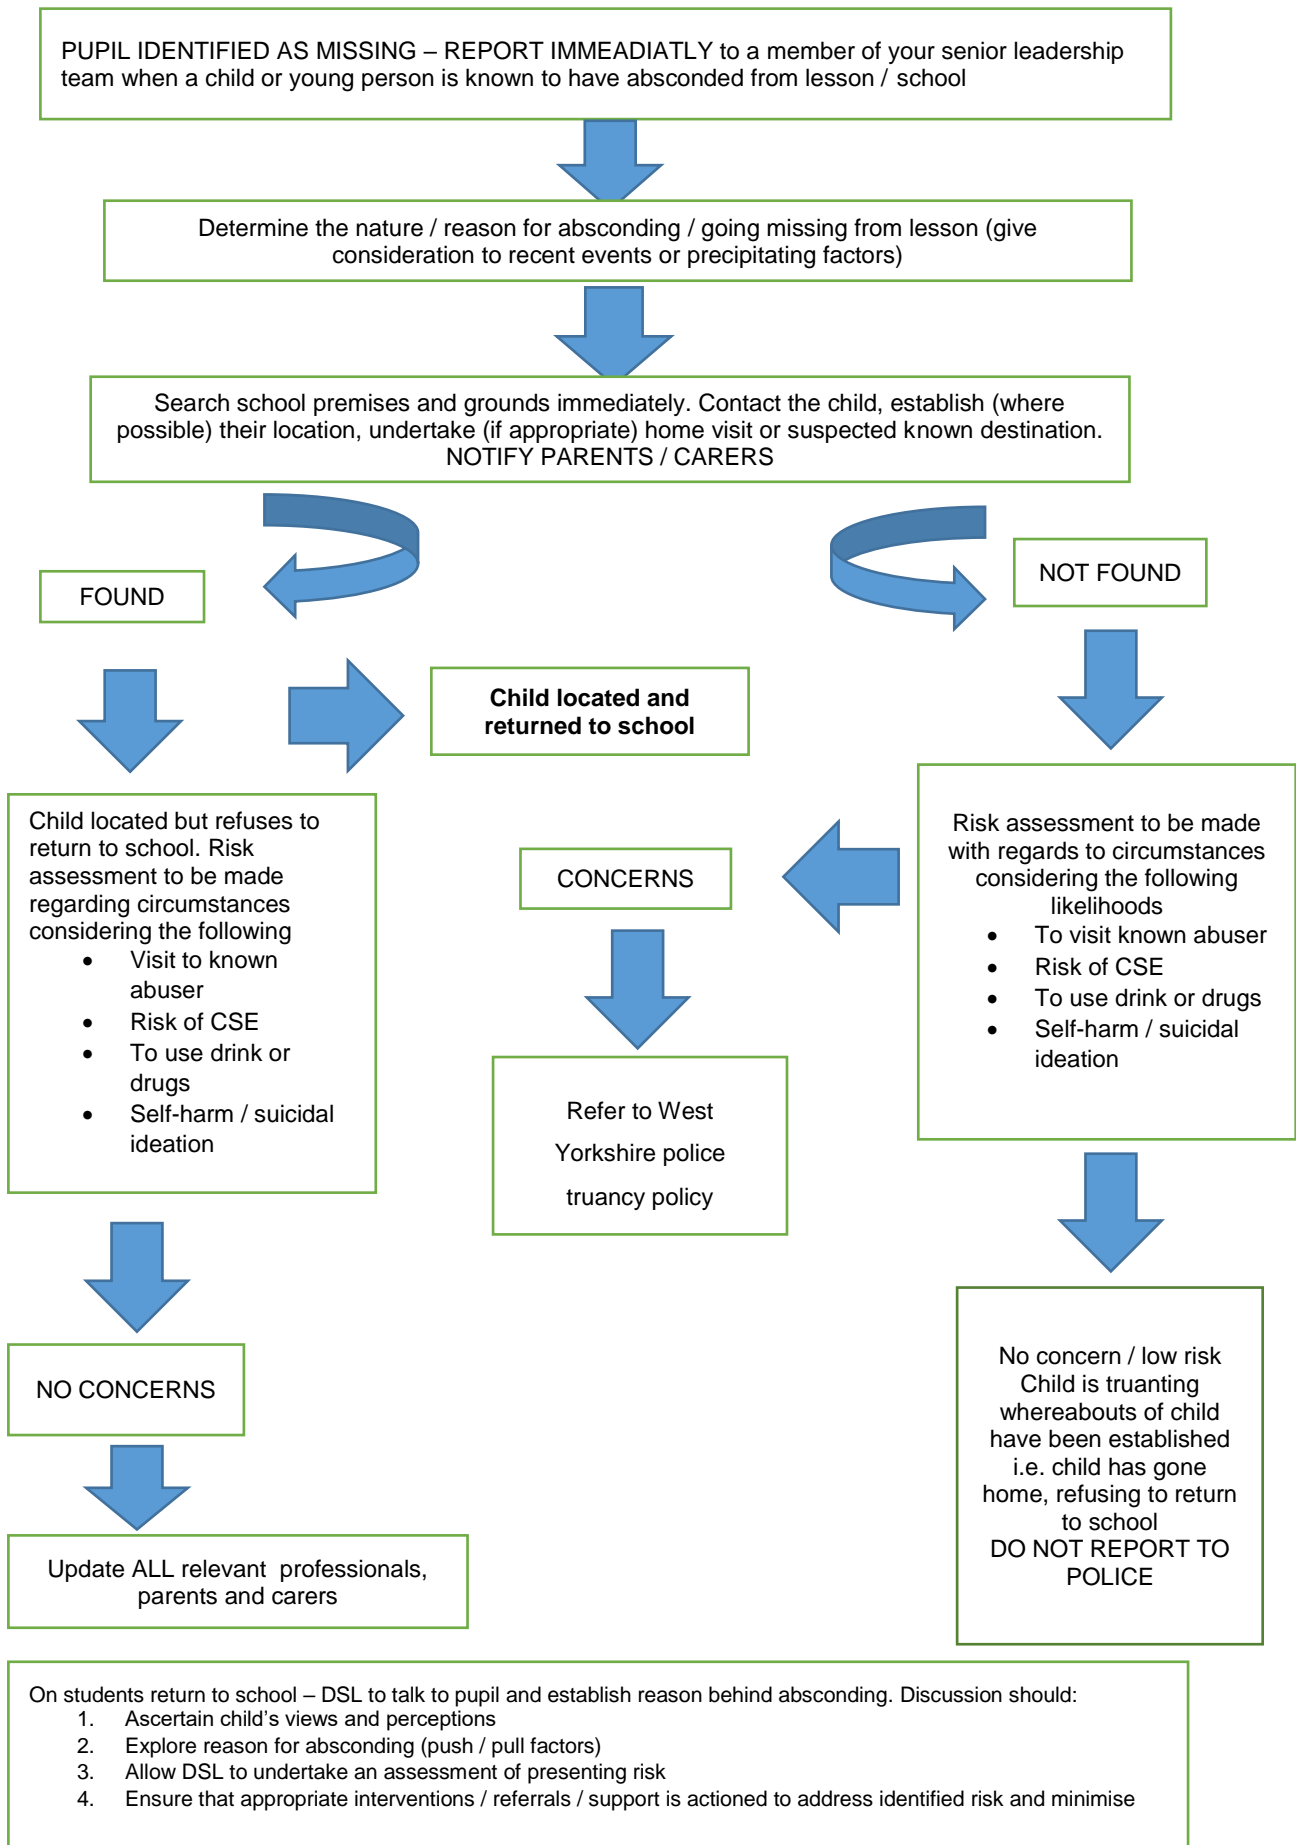 PUPIL IDENTIFIED AS MISSING – REPORT IMMEADIATLY to a member of your senior leadership
team when a child or young person is known to have absconded from lesson / school
Determine the nature / reason for absconding / going missing from lesson (give
consideration to recent events or precipitating factors)
Search school premises and grounds immediately. Contact the child, establish (where
possible) their location, undertake (if appropriate) home visit or suspected known destination.
NOTIFY PARENTS / CARERS
FOUND
NOT FOUND
Child located and
returned to school
Child located but refuses to
return to school. Risk
assessment to be made
regarding circumstances
considering the following
• Visit to known
abuser
• Risk of CSE
• To use drink or
drugs
• Self-harm / suicidal
ideation
CONCERNS
Risk assessment to be made
with regards to circumstances
considering the following
likelihoods
• To visit known abuser
• Risk of CSE
• To use drink or drugs
• Self-harm / suicidal
ideation
Refer to West
Yorkshire police
truancy policy
NO CONCERNS
No concern / low risk
Child is truanting
whereabouts of child
have been established
i.e. child has gone
home, refusing to return
to school
DO NOT REPORT TO
POLICE
Update ALL relevant professionals,
parents and carers
On students return to school – DSL to talk to pupil and establish reason behind absconding. Discussion should:
1. Ascertain child’s views and perceptions
2. Explore reason for absconding (push / pull factors)
3. Allow DSL to undertake an assessment of presenting risk
4. Ensure that appropriate interventions / referrals / support is actioned to address identified risk and minimise